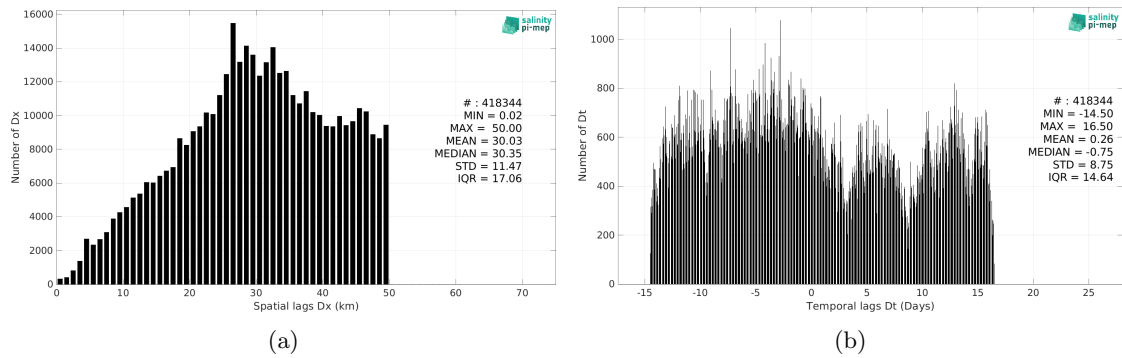 16000
14000
12000
10000
8000
6000
4000
2000
0
Number of Dx
0 10 20 30 40 50 60 70
Spatial lags Dx (km)
salinity
pi-mep
# : 418344
MIN = 0.02
MAX = 50.00
MEAN = 30.03
MEDIAN = 30.35
STD = 11.47
IQR = 17.06
(a)
1000
800
600
400
200
0
Number of Dt
-15 -10 -5 0 5 10 15 20 25
Temporal lags Dt (Days)
salinity
pi-mep
# : 418344
MIN = -14.50
MAX = 16.50
MEAN = 0.26
MEDIAN = -0.75
STD = 8.75
IQR = 14.64
(b)